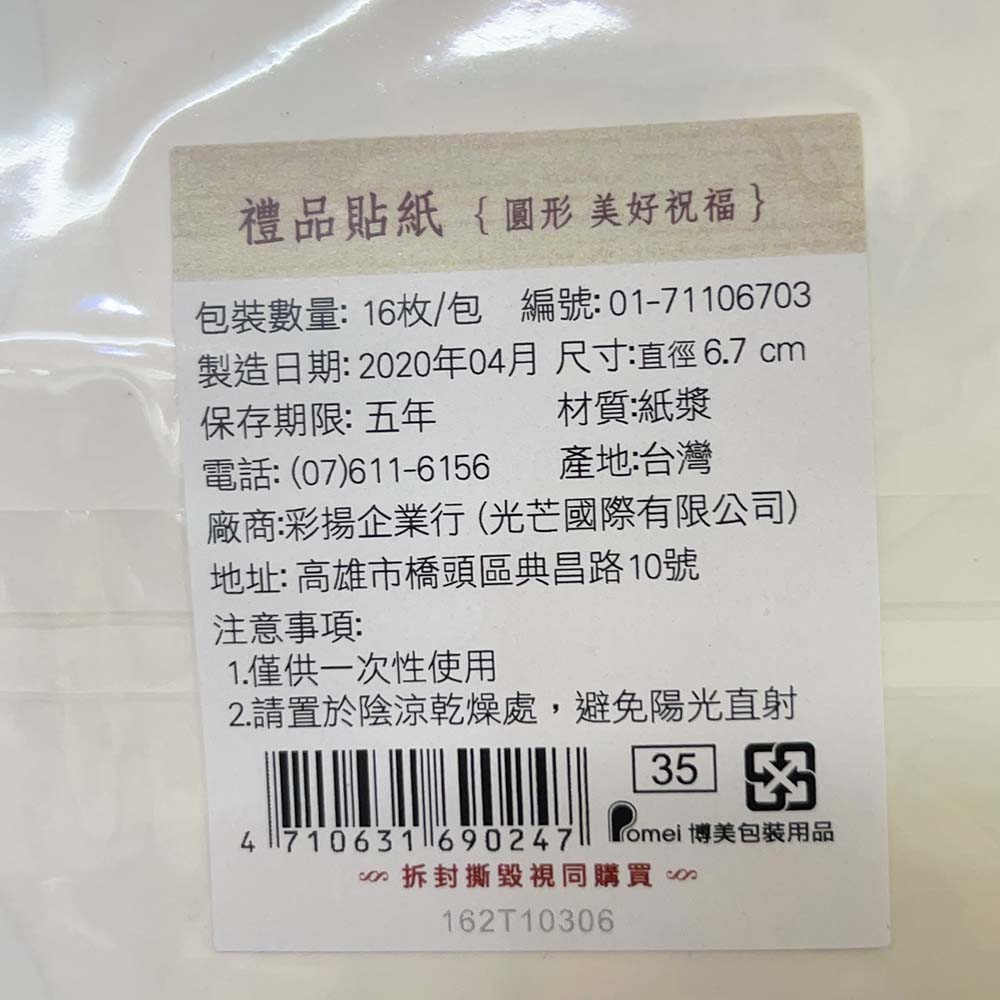 禮品貼紙 {圓形 美好祝福}
包裝數量: 16枚/包 編號: 01-71106703
製造日期: 2020年04月 尺寸:直徑6.7 cm
保存期限: 五年 材質:紙漿
電話: (07)611-6156 產地:台灣
廠商:彩揚企業行 (光芒國際有限公司)
地址: 高雄市橋頭區典昌路10號
注意事項:
1.僅供一次性使用
2.請置於陰涼乾燥處，避免陽光直射
35
4 710631 690247
Pomei 博美包裝用品
拆封撕毀視同購買
162T10306